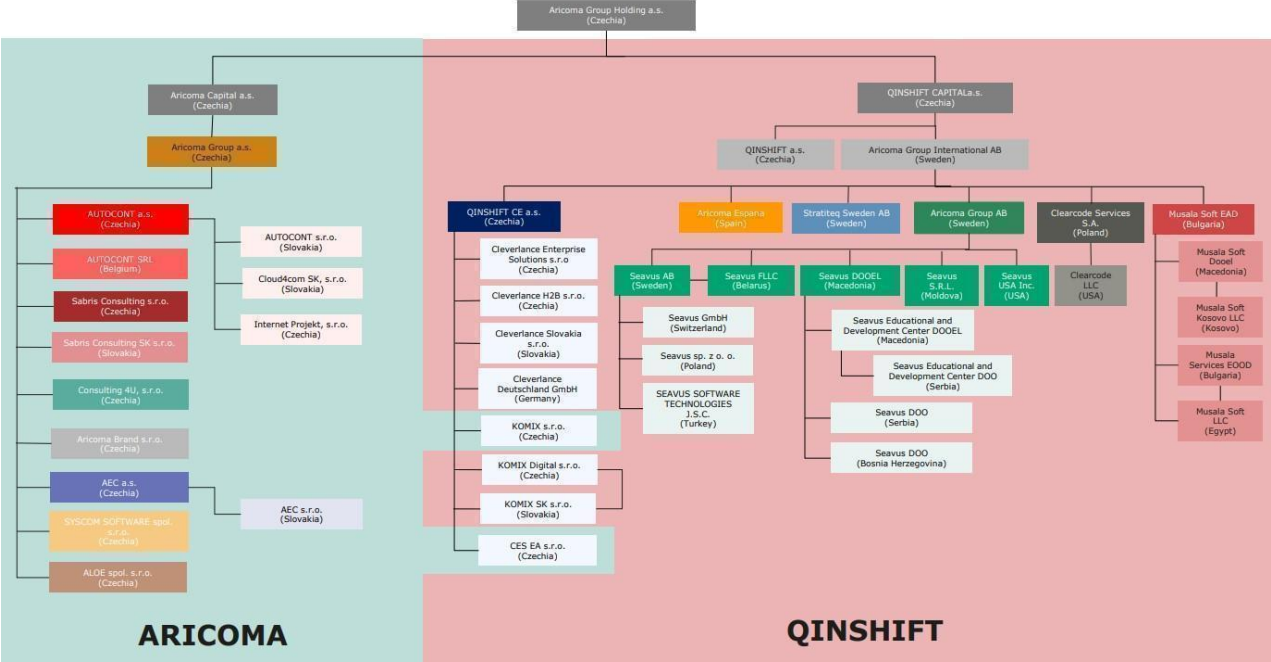 Aricoma Group Holding a.s.
(Czechia)
Aricoma Capital a.s.
(Czechia)
Aricoma Group a.s.
(Czechia)
AUTOCONT a.s.
(Czechia)
AUTOCONT SRL
(Belgium)
Sabris Consulting s.r.o.
(Czechia)
Sabris Consulting SK s.r.o.
(Slovakia)
Consulting 4U, s.r.o.
(Czechia)
Aricoma Brand s.r.o.
(Czechia)
AEC a.s.
(Czechia)
SYSCOM SOFTWARE spol.
s.r.o.
(Czechia)
ALOE spol. s.r.o.
(Czechia)
AUTOCONT s.r.o.
(Slovakia)
Cloud4com SK, s.r.o.
(Slovakia)
Internet Projekt, s.r.o.
(Czechia)
AEC s.r.o.
(Slovakia)
ARICOMA
QINSHIFT CAPITALa.s.
(Czechia)
QINSHIFT a.s.
(Czechia)
Aricoma Group International AB
(Sweden)
QINSHIFT CE a.s.
(Czechia)
Cleverlance Enterprise
Solutions s.r.o
(Czechia)
Cleverlance H2B s.r.o.
(Czechia)
Cleverlance Slovakia
s.r.o.
(Slovakia)
Cleverlance
Deutschland GmbH
(Germany)
KOMIX s.r.o.
(Czechia)
KOMIX Digital s.r.o.
(Czechia)
KOMIX SK s.r.o.
(Slovakia)
CES EA s.r.o.
(Czechia)
Aricoma Espana
(Spain)
Stratiteq Sweden AB
(Sweden)
Aricoma Group AB
(Sweden)
Seavus AB
(Sweden)
Seavus FLLC
(Belarus)
Seavus DOOEL
(Macedonia)
Seavus
S.R.L.
(Moldova)
Seavus
USA Inc.
(USA)
Seavus GmbH
(Switzerland)
Seavus sp. z o. o.
(Poland)
SEAVUS SOFTWARE
TECHNOLOGIES
J.S.C.
(Turkey)
Seavus Educational and
Development Center DOOEL
(Macedonia)
Seavus Educational and
Development Center DOO
(Serbia)
Seavus DOO
(Serbia)
Seavus DOO
(Bosnia Herzegovina)
Clearcode Services
S.A.
(Poland)
Clearcode
LLC
(USA)
Musala Soft EAD
(Bulgaria)
Musala Soft
Dooel
(Macedonia)
Musala Soft
Kosovo LLC
(Kosovo)
Musala
Services EOOD
(Bulgaria)
Musala Soft
LLC
(Egypt)
QINSHIFT